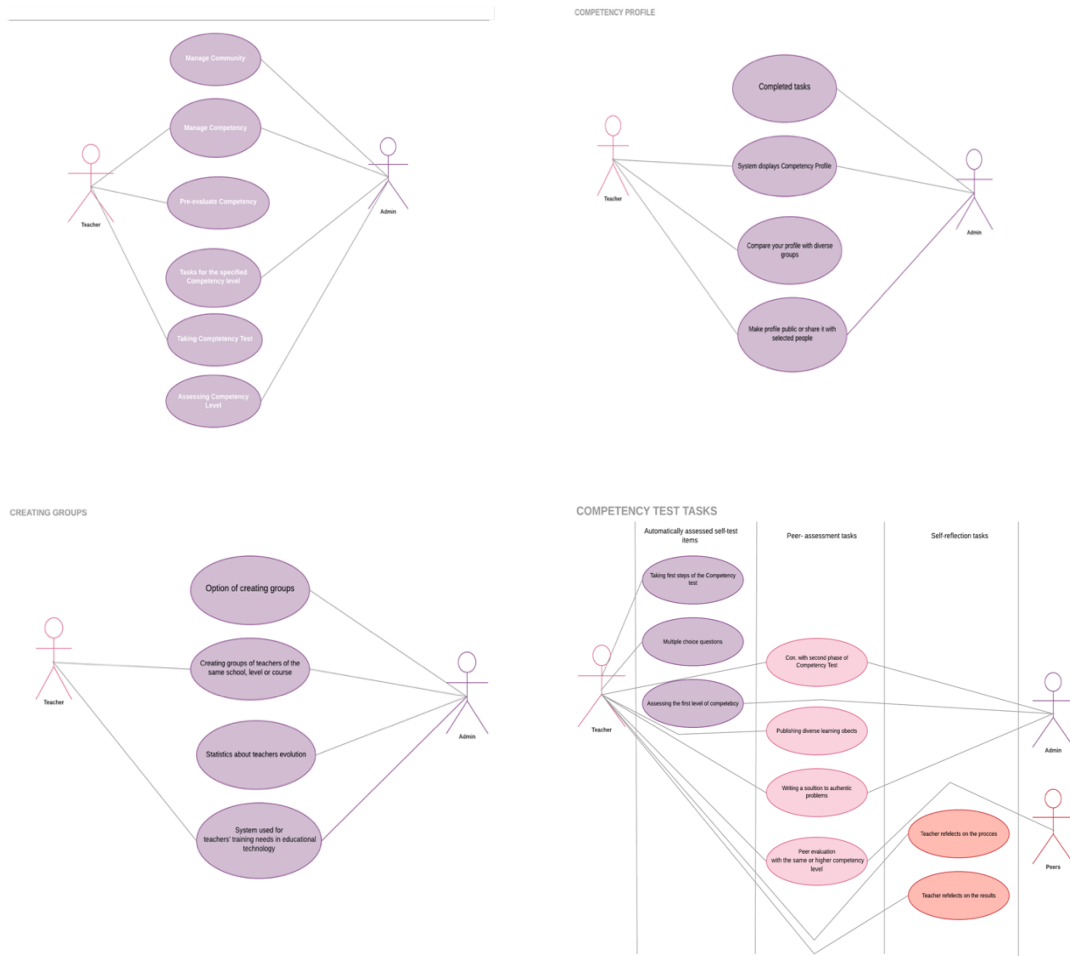 Manage Community
Manage Competency
Pre-evaluate Competency
Tasks for the specified
Competency level
Taking Comptetency Test
Assessing Competency
Level
Teacher
Admin
COMPETENCY PROFILE
Completed tasks
System displays Competency Profile
Compare your profile with diverse
groups
Make profile public or share it with
selected people
Teacher
Admin
CREATING GROUPS
Option of creating groups
Creating groups of teachers of the
same school, level or course
Statistics about teachers evolution
System used for
teachers' training needs in educational
technology
Teacher
Admin
COMPETENCY TEST TASKS
Automatically assessed self-test
items
Peer- assessment tasks
Self-reflection tasks
Taking first steps of the Competency
test
Multiple choice questions
Assessing the first level of competebcy
Con. with second phase of
Competency Test
Publishing diverse learning obects
Writing a soultion to authentic
problems
Peer evaluation
with the same or higher competency
level
Teacher refelects on the procces
Teacher refelects on the results
Teacher
Admin
Peers